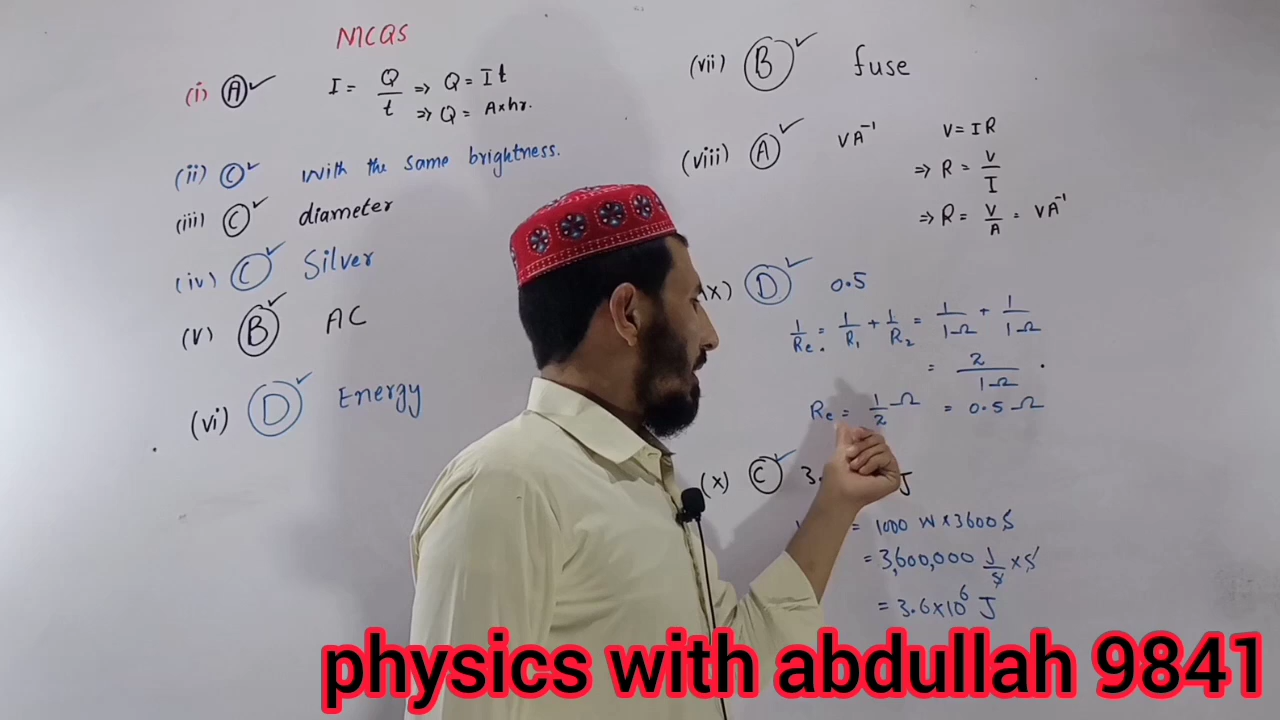 MCQS
(i) A ✓ I = Q/t ⇒ Q = It
⇒ Q = A×hr.
(ii) C ✓ with the same brightness.
(iii) C ✓ diameter
(iv) C ✓ Silver
(v) B ✓ AC
(vi) D ✓ Energy
(vii) B ✓ fuse
(viii) A ✓ VA⁻¹ V = IR
⇒ R = V/I
⇒ R = V/A = VA⁻¹
x) D ✓ 0.5
1/Re = 1/R₁ + 1/R₂ = 1/1Ω + 1/1Ω
= 2/1Ω
Re = 1/2 Ω = 0.5 Ω
(x) C ✓ 3. J
= 1000 W × 3600 S
= 3,600,000 J/s × s
= 3.6×10⁶ J
physics with abdullah 9841